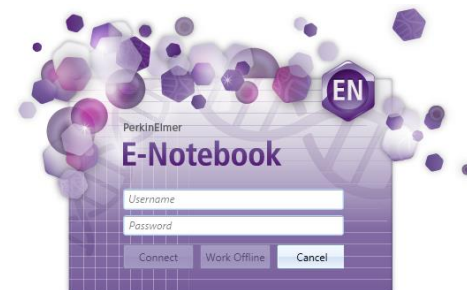 EN
PerkinElmer
E-Notebook
Username
Password
Connect Work Offline Cancel